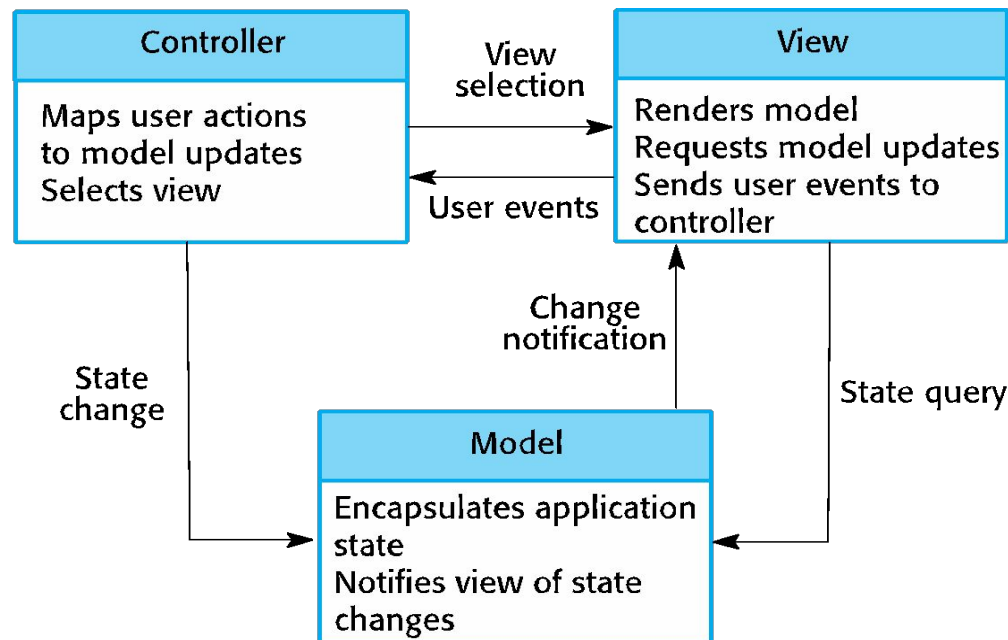 Controller
Maps user actions
to model updates
Selects view
View
selection
User events
View
Renders model
Requests model updates
Sends user events to
controller
State
change
Change
notification
State query
Model
Encapsulates application
state
Notifies view of state
changes